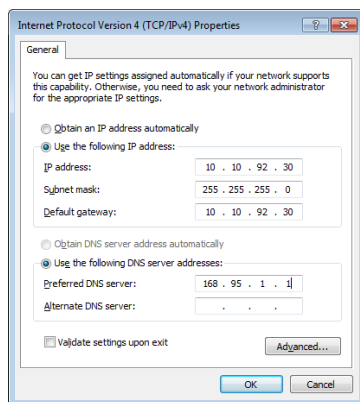 Internet Protocol Version 4 (TCP/IPv4) Properties
General
You can get IP settings assigned automatically if your network supports
this capability. Otherwise, you need to ask your network administrator
for the appropriate IP settings.
Obtain an IP address automatically
Use the following IP address:
IP address: 10 . 10 . 92 . 30
Subnet mask: 255 . 255 . 255 . 0
Default gateway: 10 . 10 . 92 . 30
Obtain DNS server address automatically
Use the following DNS server addresses:
Preferred DNS server: 168 . 95 . 1 . 1
Alternate DNS server: . . .
Validate settings upon exit
Advanced...
OK Cancel